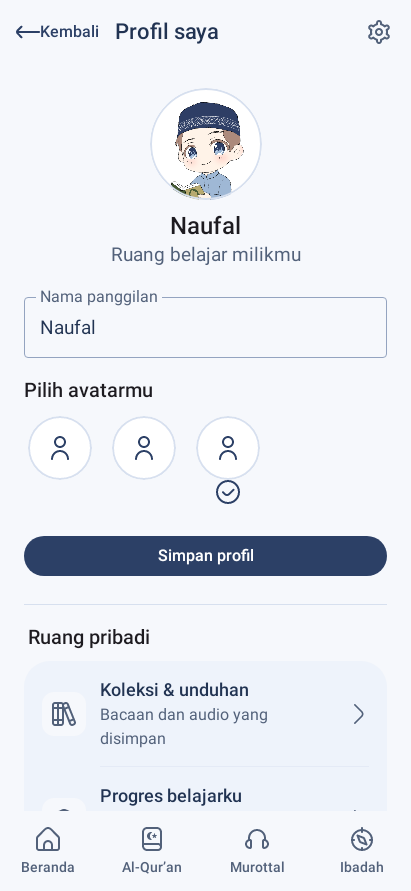 Kembali Profil saya
Naufal
Ruang belajar milikmu
Nama panggilan
Naufal
Pilih avatarmu
Simpan profil
Ruang pribadi
Koleksi & unduhan
Bacaan dan audio yang
disimpan
Progres belajarku
Beranda Al-Qur’an Murottal Ibadah